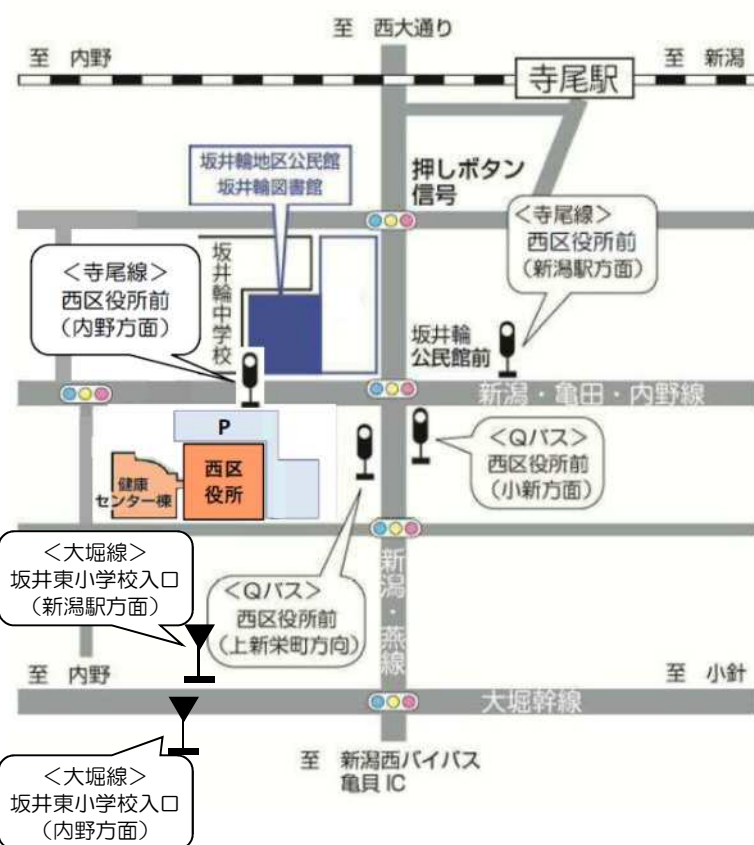 至 西大通り
至 内野
寺尾駅
至 新潟
坂井輪地区公民館
坂井輪図書館
押しボタン
信号
<寺尾線>
西区役所前
(新潟駅方面)
<寺尾線>
西区役所前
(内野方面)
坂井輪中学校
坂井輪
公民館前
新潟・亀田・内野線
P
西区
役所
健康
センター棟
<Qバス>
西区役所前
(小新方面)
<大堀線>
坂井東小学校入口
(新潟駅方面)
<Qバス>
西区役所前
(上新栄町方向)
新潟・燕線
至 内野
至 小針
大堀幹線
至 新潟西バイパス
亀貝 IC
<大堀線>
坂井東小学校入口
(内野方面)